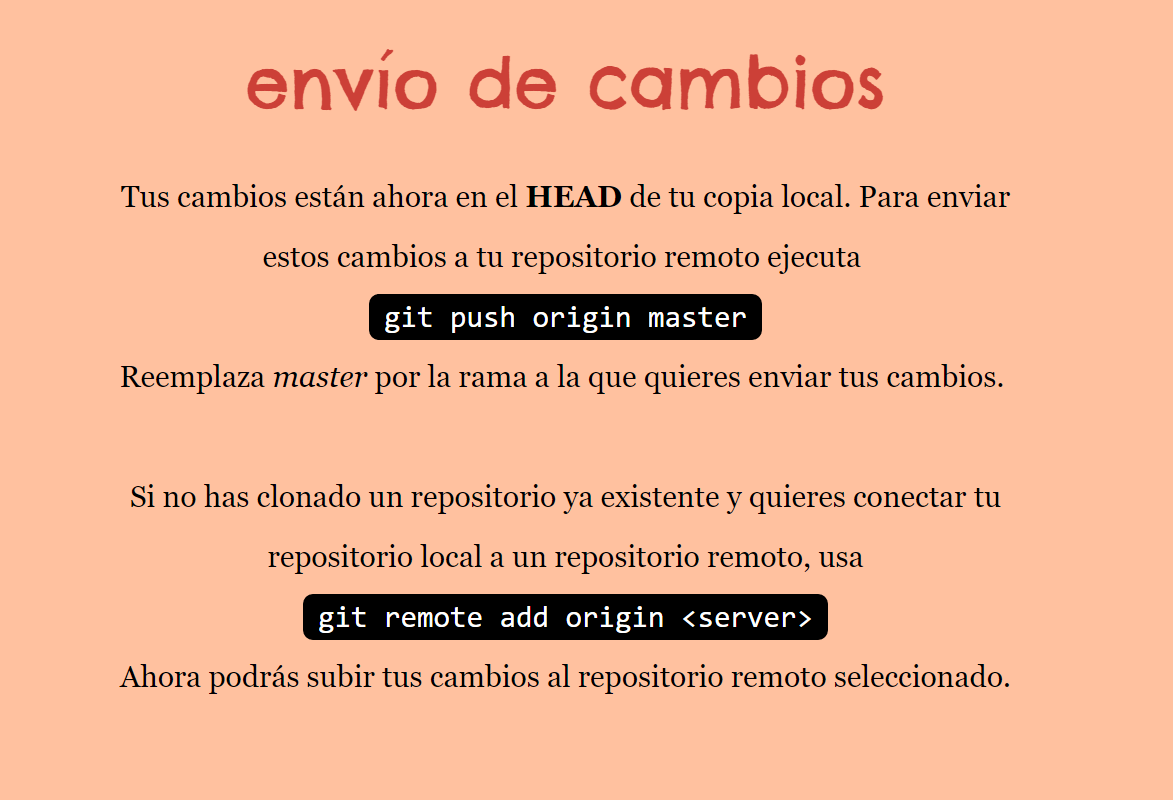 envío de cambios
Tus cambios están ahora en el HEAD de tu copia local. Para enviar
estos cambios a tu repositorio remoto ejecuta
git push origin master
Reemplaza master por la rama a la que quieres enviar tus cambios.
Si no has clonado un repositorio ya existente y quieres conectar tu
repositorio local a un repositorio remoto, usa
git remote add origin <server>
Ahora podrás subir tus cambios al repositorio remoto seleccionado.